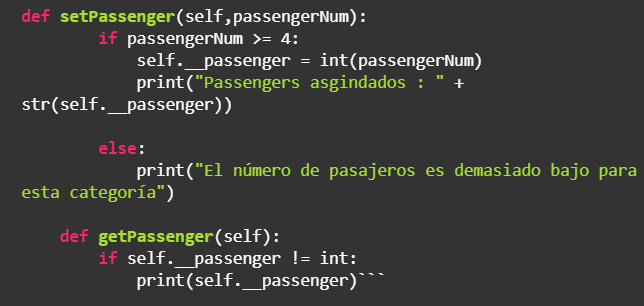 def setPassenger(self,passengerNum):
        if passengerNum >= 4:
            self.__passenger = int(passengerNum)
            print("Passengers asgindados : " +
str(self.__passenger))

        else:
            print("El número de pasajeros es demasiado bajo para
esta categoría")

    def getPassenger(self):
        if self.__passenger != int:
            print(self.__passenger)```